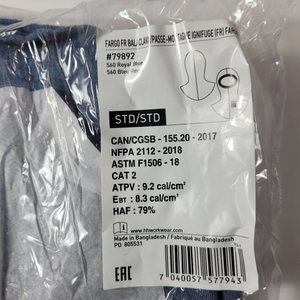 FARGO FR BALACLAVA/PASSE-MONTAGNE IGNIFUGE (FR) FAR
#79892
560 Royal Blue
560 Bleu
STD/STD
CAN/CGSB - 155.20 - 2017
NFPA 2112 - 2018
ASTM F1506 - 18
CAT 2
ATPV : 9.2 cal/cm²
EBT : 8.3 cal/cm²
HAF : 79%
www.hhworkwear.com
Made in Bangladesh / Fabriqué au Bangladesh
PO 805531
EAC
7 040057 577943